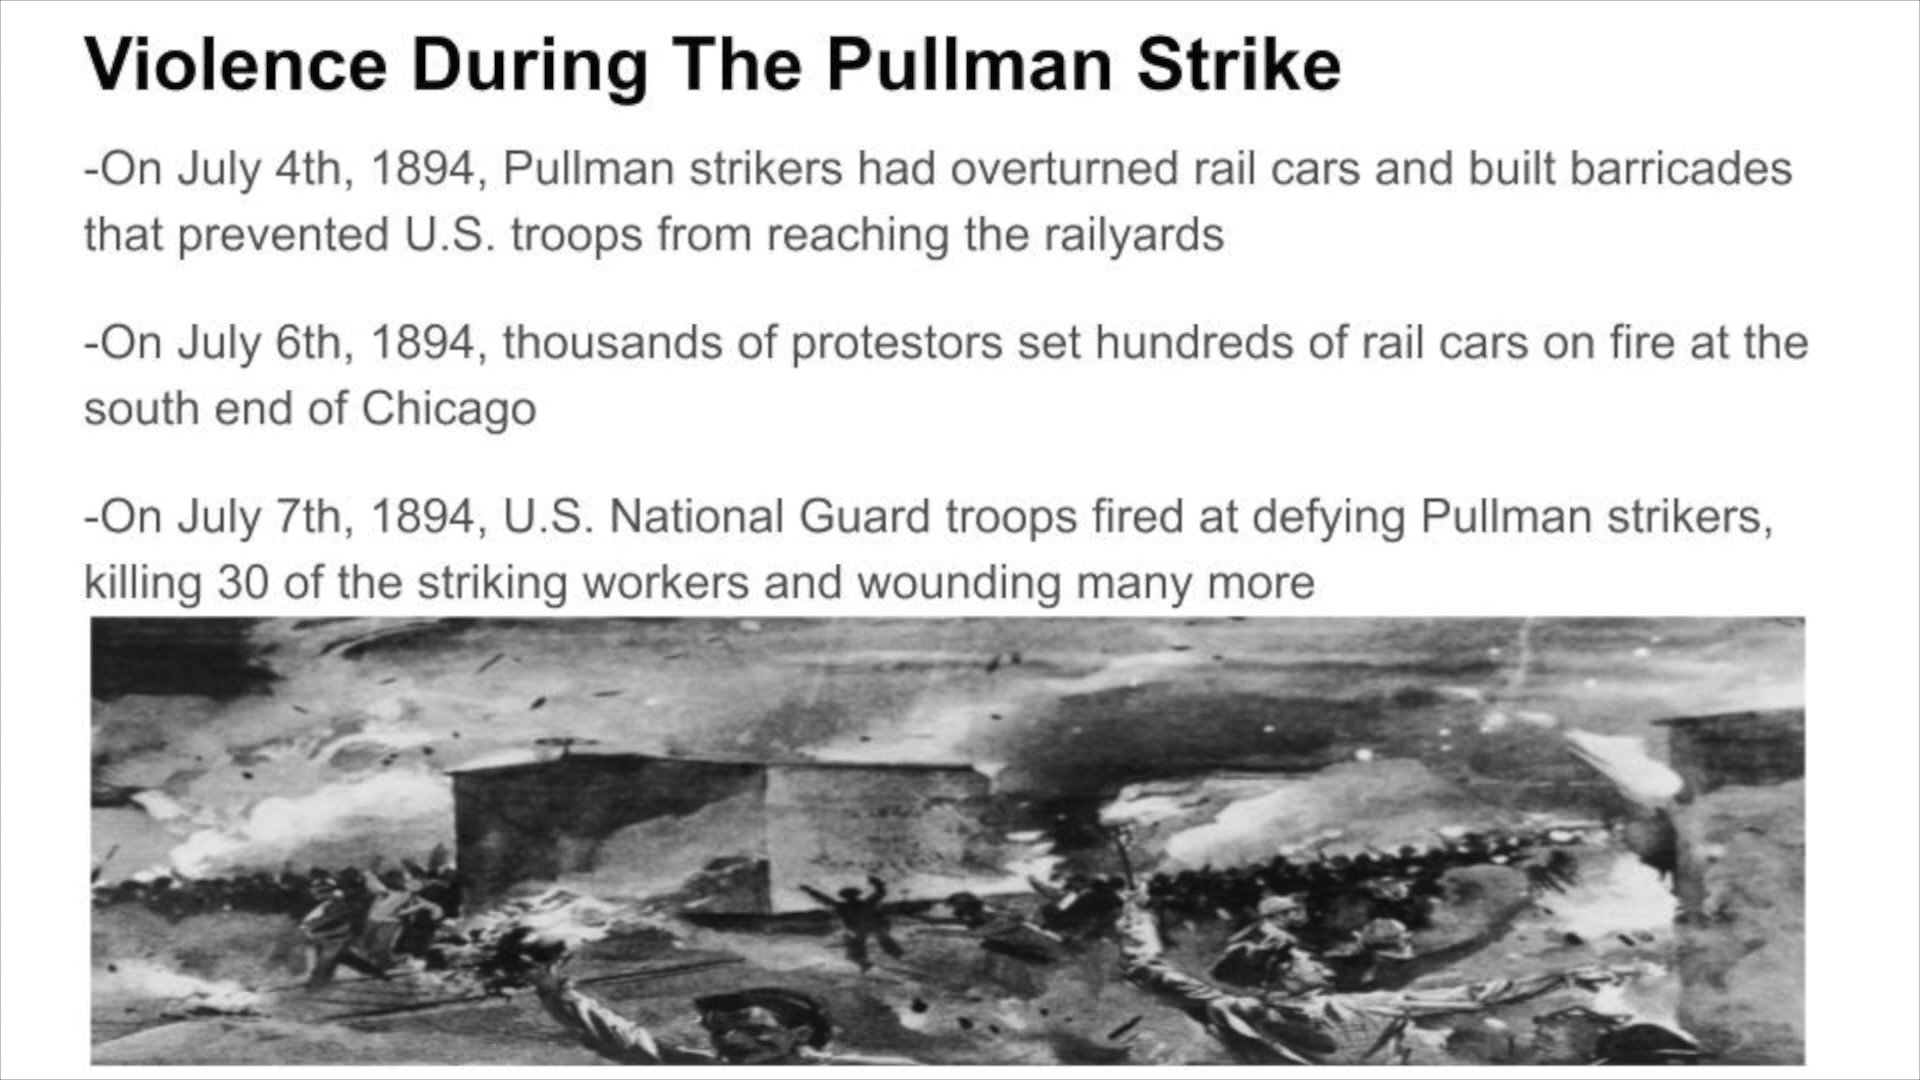 Violence During The Pullman Strike
-On July 4th, 1894, Pullman strikers had overturned rail cars and built barricades
that prevented U.S. troops from reaching the railyards
-On July 6th, 1894, thousands of protestors set hundreds of rail cars on fire at the
south end of Chicago
-On July 7th, 1894, U.S. National Guard troops fired at defying Pullman strikers,
killing 30 of the striking workers and wounding many more